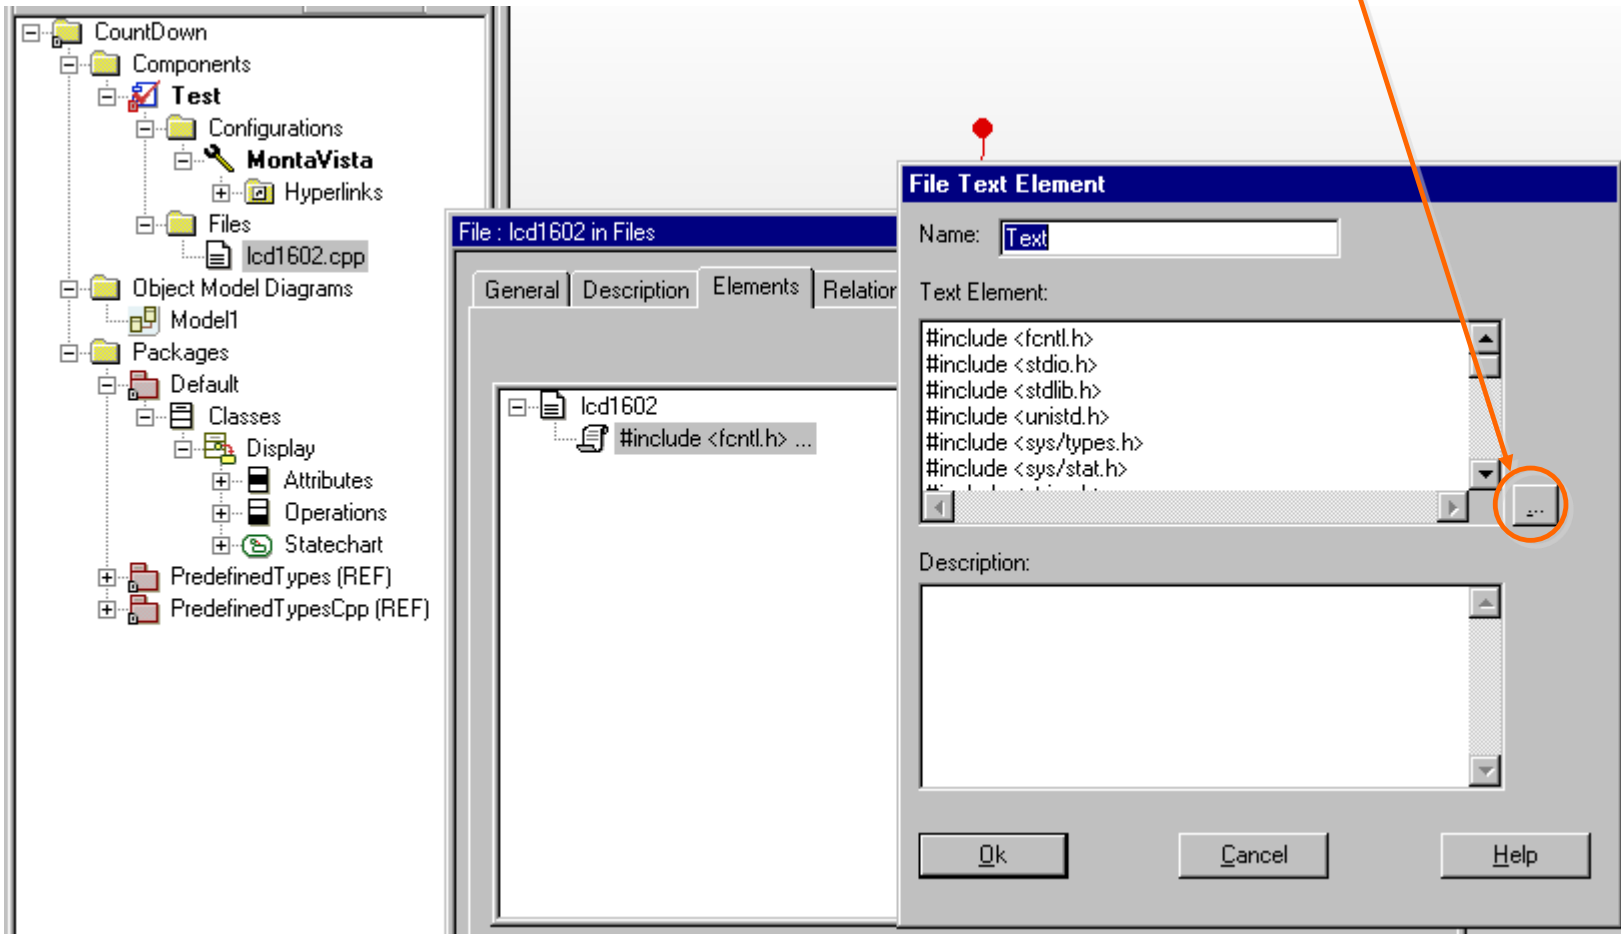 CountDown
Components
Test
Configurations
MontaVista
Hyperlinks
Files
lcd1602.cpp
Object Model Diagrams
Model1
Packages
Default
Classes
Display
Attributes
Operations
Statechart
PredefinedTypes (REF)
PredefinedTypesCpp (REF)
File : lcd1602 in Files
General Description Elements Relation
lcd1602
#include <fcntl.h> ...
File Text Element
Name: Text
Text Element:
#include <fcntl.h>
#include <stdio.h>
#include <stdlib.h>
#include <unistd.h>
#include <sys/types.h>
#include <sys/stat.h>
...
Description:
Ok Cancel Help